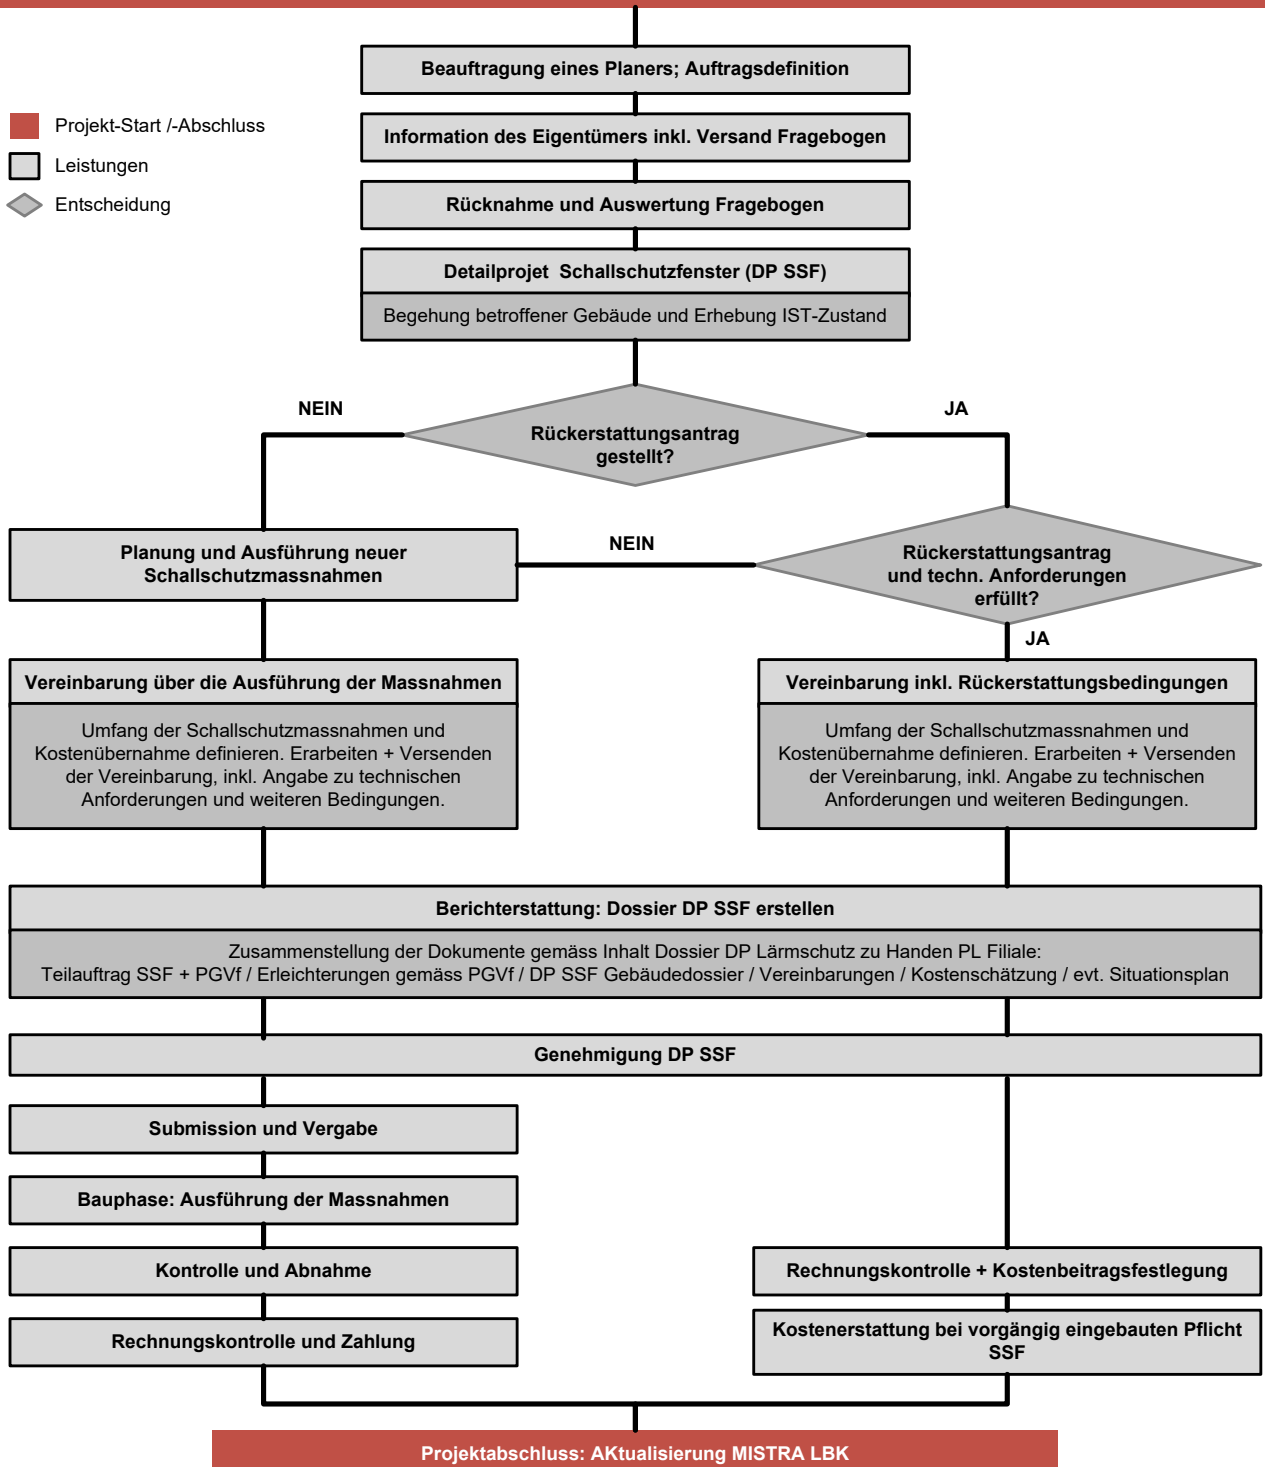 Beauftragung eines Planers; Auftragsdefinition
Projekt-Start /-Abschluss
Leistungen
Entscheidung
Information des Eigentümers inkl. Versand Fragebogen
Rücknahme und Auswertung Fragebogen
Detailprojet  Schallschutzfenster (DP SSF)
Begehung betroffener Gebäude und Erhebung IST-Zustand
NEIN
JA
Rückerstattungsantrag
gestellt?
Planung und Ausführung neuer
Schallschutzmassnahmen
NEIN
Rückerstattungsantrag
und techn. Anforderungen
erfüllt?
JA
Vereinbarung über die Ausführung der Massnahmen
Umfang der Schallschutzmassnahmen und
Kostenübernahme definieren. Erarbeiten + Versenden
der Vereinbarung, inkl. Angabe zu technischen
Anforderungen und weiteren Bedingungen.
Vereinbarung inkl. Rückerstattungsbedingungen
Umfang der Schallschutzmassnahmen und
Kostenübernahme definieren. Erarbeiten + Versenden
der Vereinbarung, inkl. Angabe zu technischen
Anforderungen und weiteren Bedingungen.
Berichterstattung: Dossier DP SSF erstellen
Zusammenstellung der Dokumente gemäss Inhalt Dossier DP Lärmschutz zu Handen PL Filiale:
Teilauftrag SSF + PGVf / Erleichterungen gemäss PGVf / DP SSF Gebäudedossier / Vereinbarungen / Kostenschätzung / evt. Situationsplan
Genehmigung DP SSF
Submission und Vergabe
Bauphase: Ausführung der Massnahmen
Kontrolle und Abnahme
Rechnungskontrolle und Zahlung
Rechnungskontrolle + Kostenbeitragsfestlegung
Kostenerstattung bei vorgängig eingebauten Pflicht
SSF
Projektabschluss: AKtualisierung MISTRA LBK